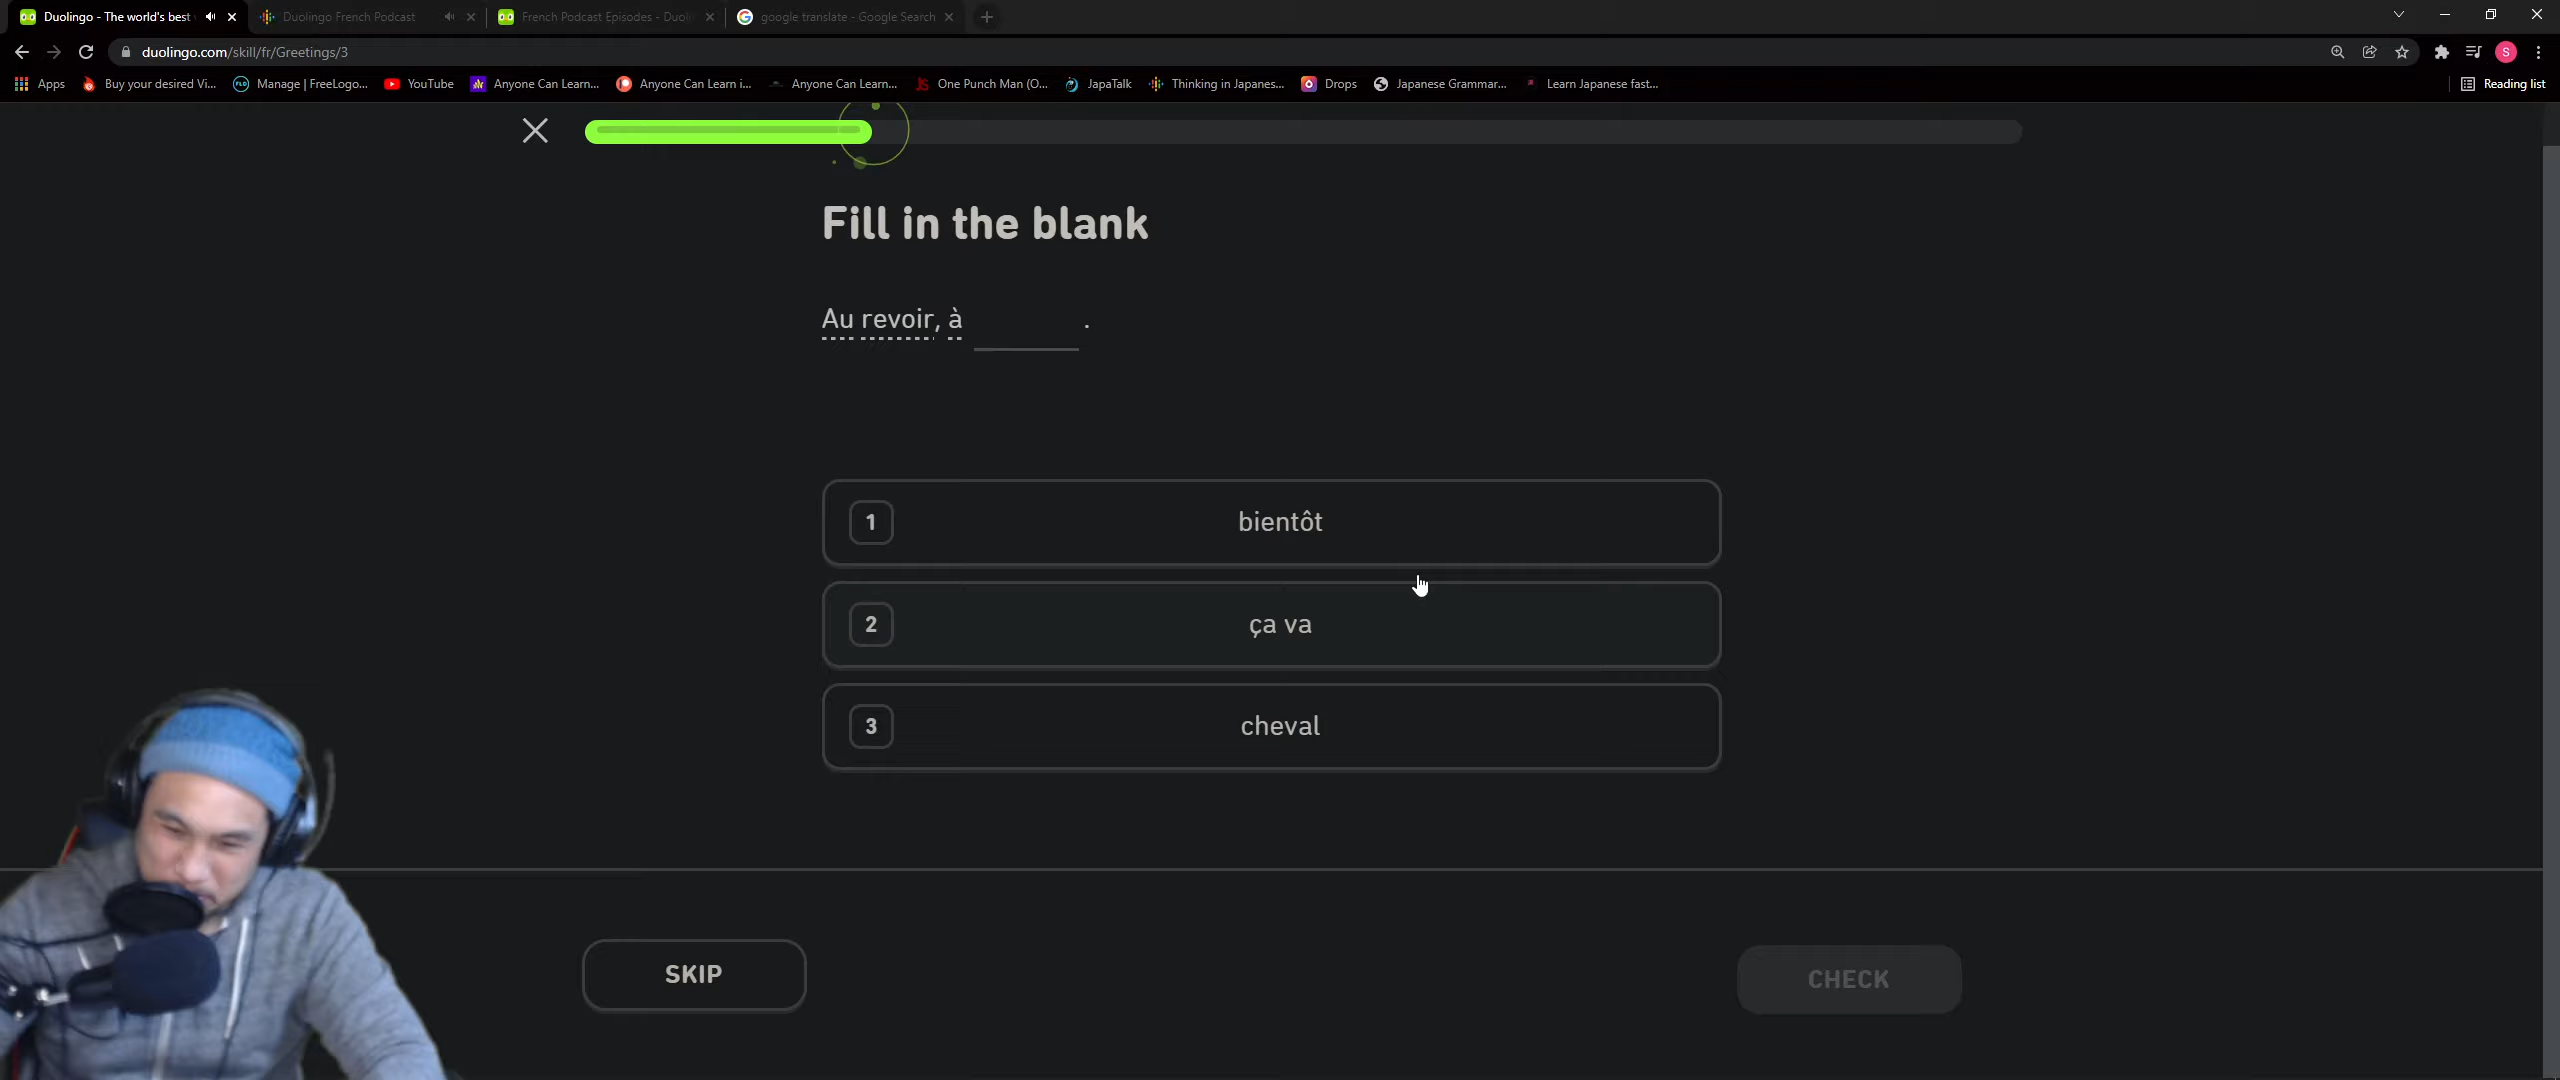 Duolingo - The world's best
Duolingo French Podcast
French Podcast Episodes - Duoli
google translate - Google Search
duolingo.com/skill/fr/Greetings/3
S
Apps
Buy your desired Vi...
Manage | FreeLogo...
YouTube
Anyone Can Learn...
Anyone Can Learn i...
Anyone Can Learn...
One Punch Man (O...
JapaTalk
Thinking in Japanes...
Drops
Japanese Grammar...
Learn Japanese fast...
Reading list
Fill in the blank
Au revoir, à .
1 bientôt
2 ça va
3 cheval
SKIP
CHECK